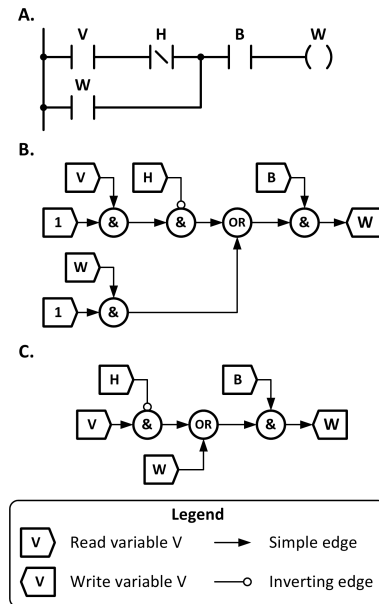 A.
V H B W
W
B.
V H B
1 & & OR & W
W
1 &
C.
H B
V & OR & W
W
Legend
V Read variable V Simple edge
V Write variable V Inverting edge